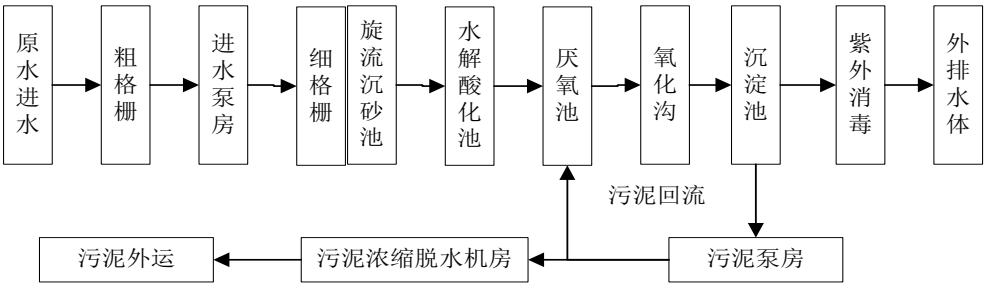 原水进水
粗格栅
进水泵房
细格栅
旋流沉砂池
水解酸化池
厌氧池
氧化沟
沉淀池
紫外消毒
外排水体
污泥回流
污泥外运
污泥浓缩脱水机房
污泥泵房